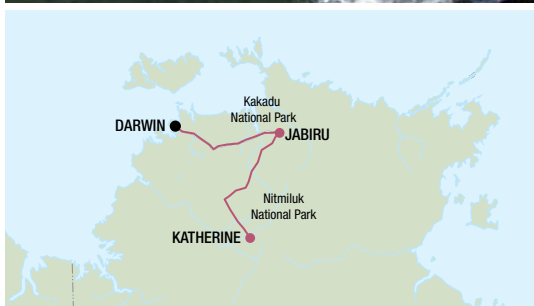 Kakadu
National Park
DARWIN
JABIRU
Nitmiluk
National Park
KATHERINE